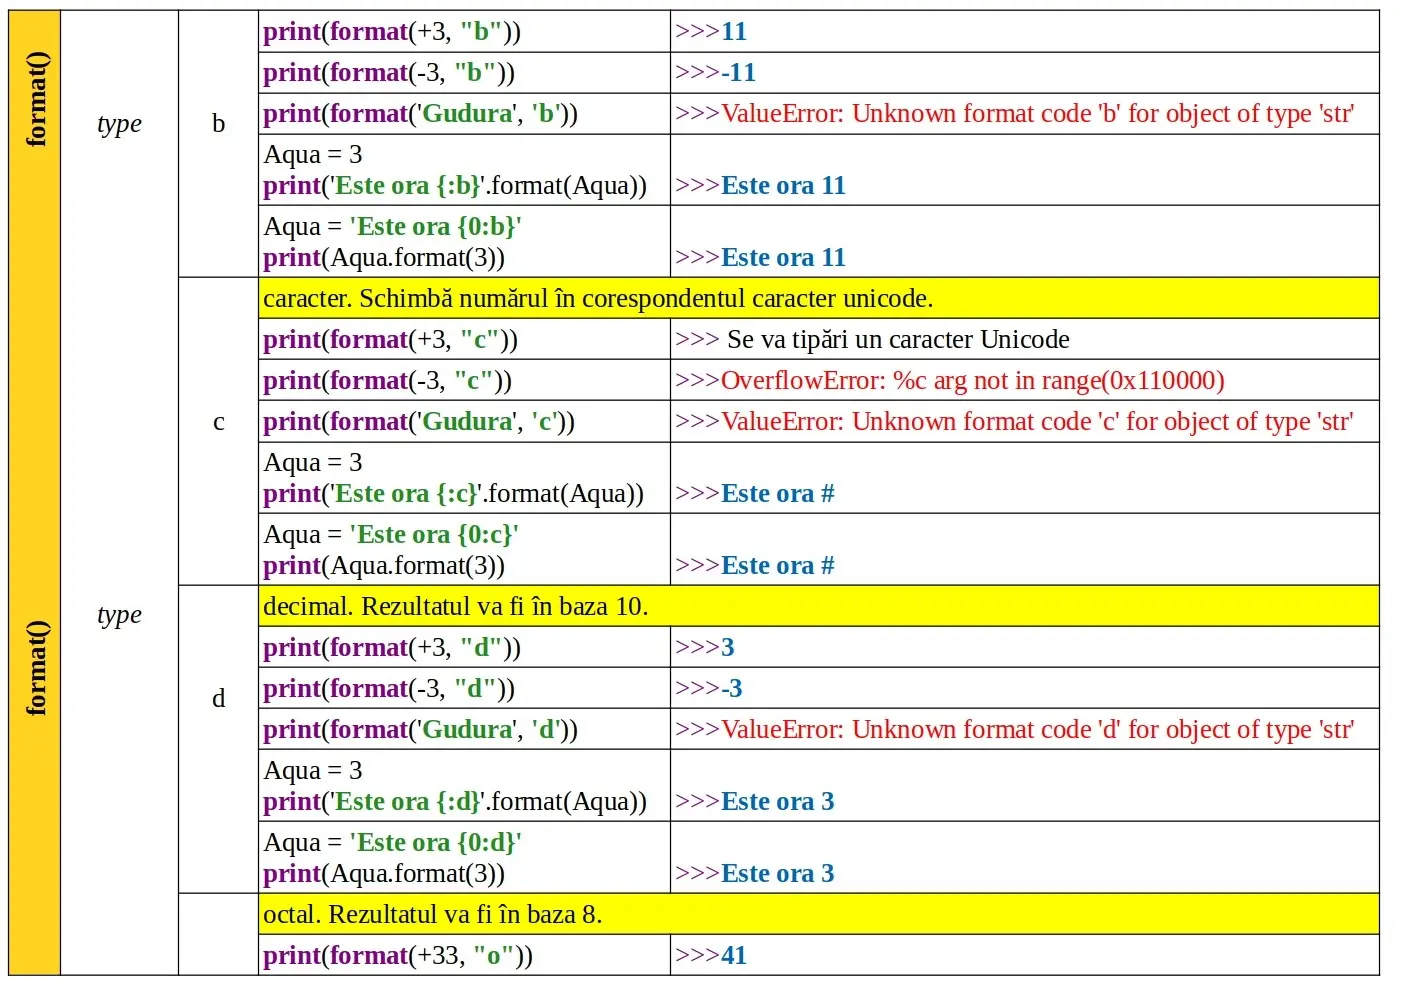 format()
type
b
print(format(+3, "b"))
>>>11
print(format(-3, "b"))
>>>-11
print(format('Gudura', 'b'))
>>>ValueError: Unknown format code 'b' for object of type 'str'
Aqua = 3
print('Este ora {:b}'.format(Aqua))
>>>Este ora 11
Aqua = 'Este ora {0:b}'
print(Aqua.format(3))
>>>Este ora 11
c
caracter. Schimbă numărul în corespondentul caracter unicode.
print(format(+3, "c"))
>>> Se va tipări un caracter Unicode
print(format(-3, "c"))
>>>OverflowError: %c arg not in range(0x110000)
print(format('Gudura', 'c'))
>>>ValueError: Unknown format code 'c' for object of type 'str'
Aqua = 3
print('Este ora {:c}'.format(Aqua))
>>>Este ora #
Aqua = 'Este ora {0:c}'
print(Aqua.format(3))
>>>Este ora #
format()
type
d
decimal. Rezultatul va fi în baza 10.
print(format(+3, "d"))
>>>3
print(format(-3, "d"))
>>>-3
print(format('Gudura', 'd'))
>>>ValueError: Unknown format code 'd' for object of type 'str'
Aqua = 3
print('Este ora {:d}'.format(Aqua))
>>>Este ora 3
Aqua = 'Este ora {0:d}'
print(Aqua.format(3))
>>>Este ora 3
octal. Rezultatul va fi în baza 8.
print(format(+33, "o"))
>>>41